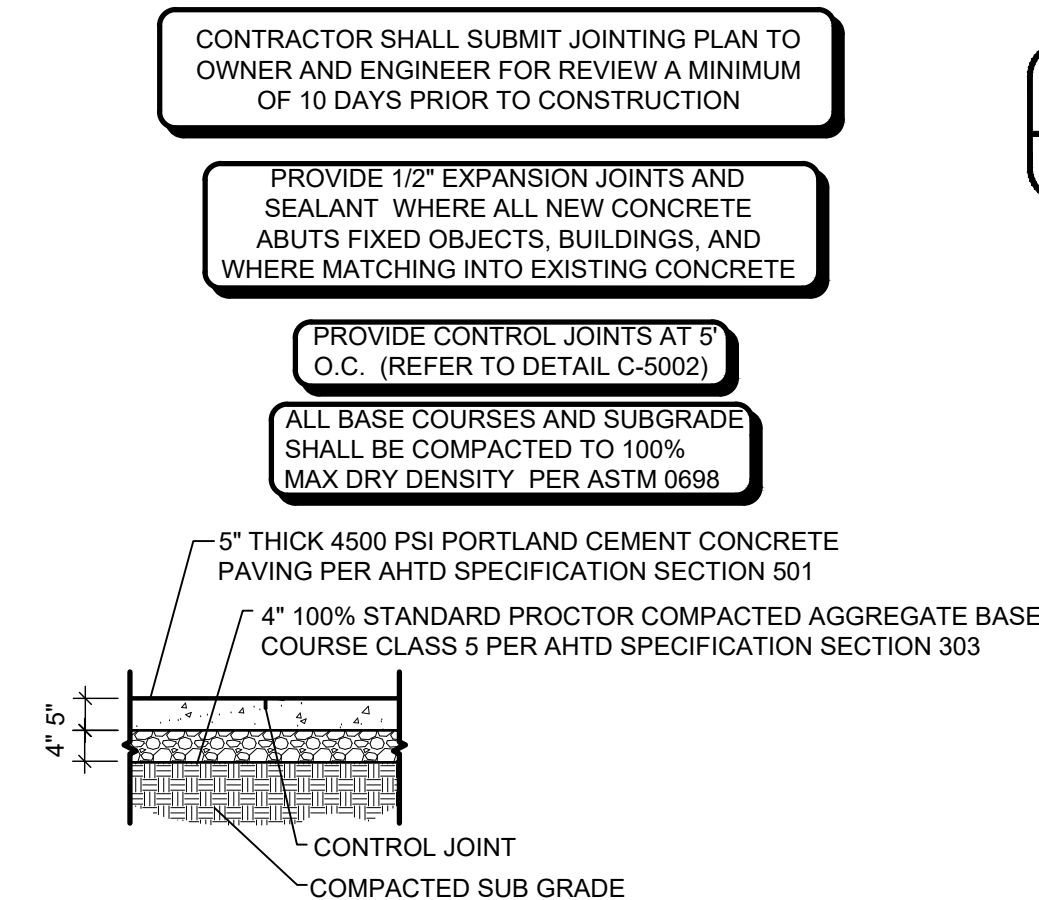 CONTRACTOR SHALL SUBMIT JOINTING PLAN TO
OWNER AND ENGINEER FOR REVIEW A MINIMUM
OF 10 DAYS PRIOR TO CONSTRUCTION
PROVIDE 1/2" EXPANSION JOINTS AND
SEALANT WHERE ALL NEW CONCRETE
ABUTS FIXED OBJECTS, BUILDINGS, AND
WHERE MATCHING INTO EXISTING CONCRETE
PROVIDE CONTROL JOINTS AT 5'
O.C. (REFER TO DETAIL C-5002)
ALL BASE COURSES AND SUBGRADE
SHALL BE COMPACTED TO 100%
MAX DRY DENSITY PER ASTM 0698
5" THICK 4500 PSI PORTLAND CEMENT CONCRETE
PAVING PER AHTD SPECIFICATION SECTION 501
4" 100% STANDARD PROCTOR COMPACTED AGGREGATE BASE
COURSE CLASS 5 PER AHTD SPECIFICATION SECTION 303
4" 5"
CONTROL JOINT
COMPACTED SUB GRADE